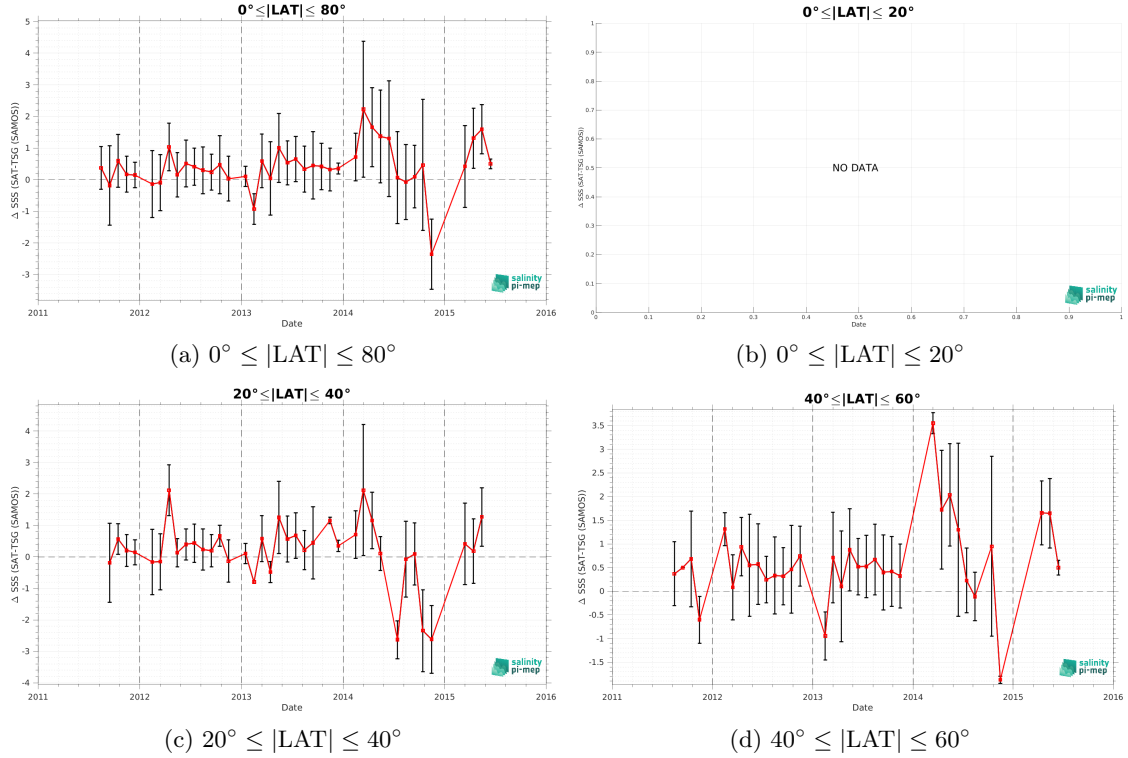 0°≤|LAT|≤ 80°
5
4
3
2
1
0
-1
-2
-3
Δ SSS (SAT-TSG (SAMOS))
2011
2012
2013
2014
2015
2016
Date
salinity
pi-mep
(a) 0° ≤ |LAT| ≤ 80°
0°≤|LAT|≤ 20°
1
0.9
0.8
0.7
0.6
0.5
0.4
0.3
0.2
0.1
0
Δ SSS (SAT-TSG (SAMOS))
NO DATA
0
0.1
0.2
0.3
0.4
0.5
0.6
0.7
0.8
0.9
1
Date
salinity
pi-mep
(b) 0° ≤ |LAT| ≤ 20°
20°≤|LAT|≤ 40°
4
3
2
1
0
-1
-2
-3
-4
Δ SSS (SAT-TSG (SAMOS))
2011
2012
2013
2014
2015
2016
Date
salinity
pi-mep
(c) 20° ≤ |LAT| ≤ 40°
40°≤|LAT|≤ 60°
3.5
3
2.5
2
1.5
1
0.5
0
-0.5
-1
-1.5
Δ SSS (SAT-TSG (SAMOS))
2011
2012
2013
2014
2015
2016
Date
salinity
pi-mep
(d) 40° ≤ |LAT| ≤ 60°